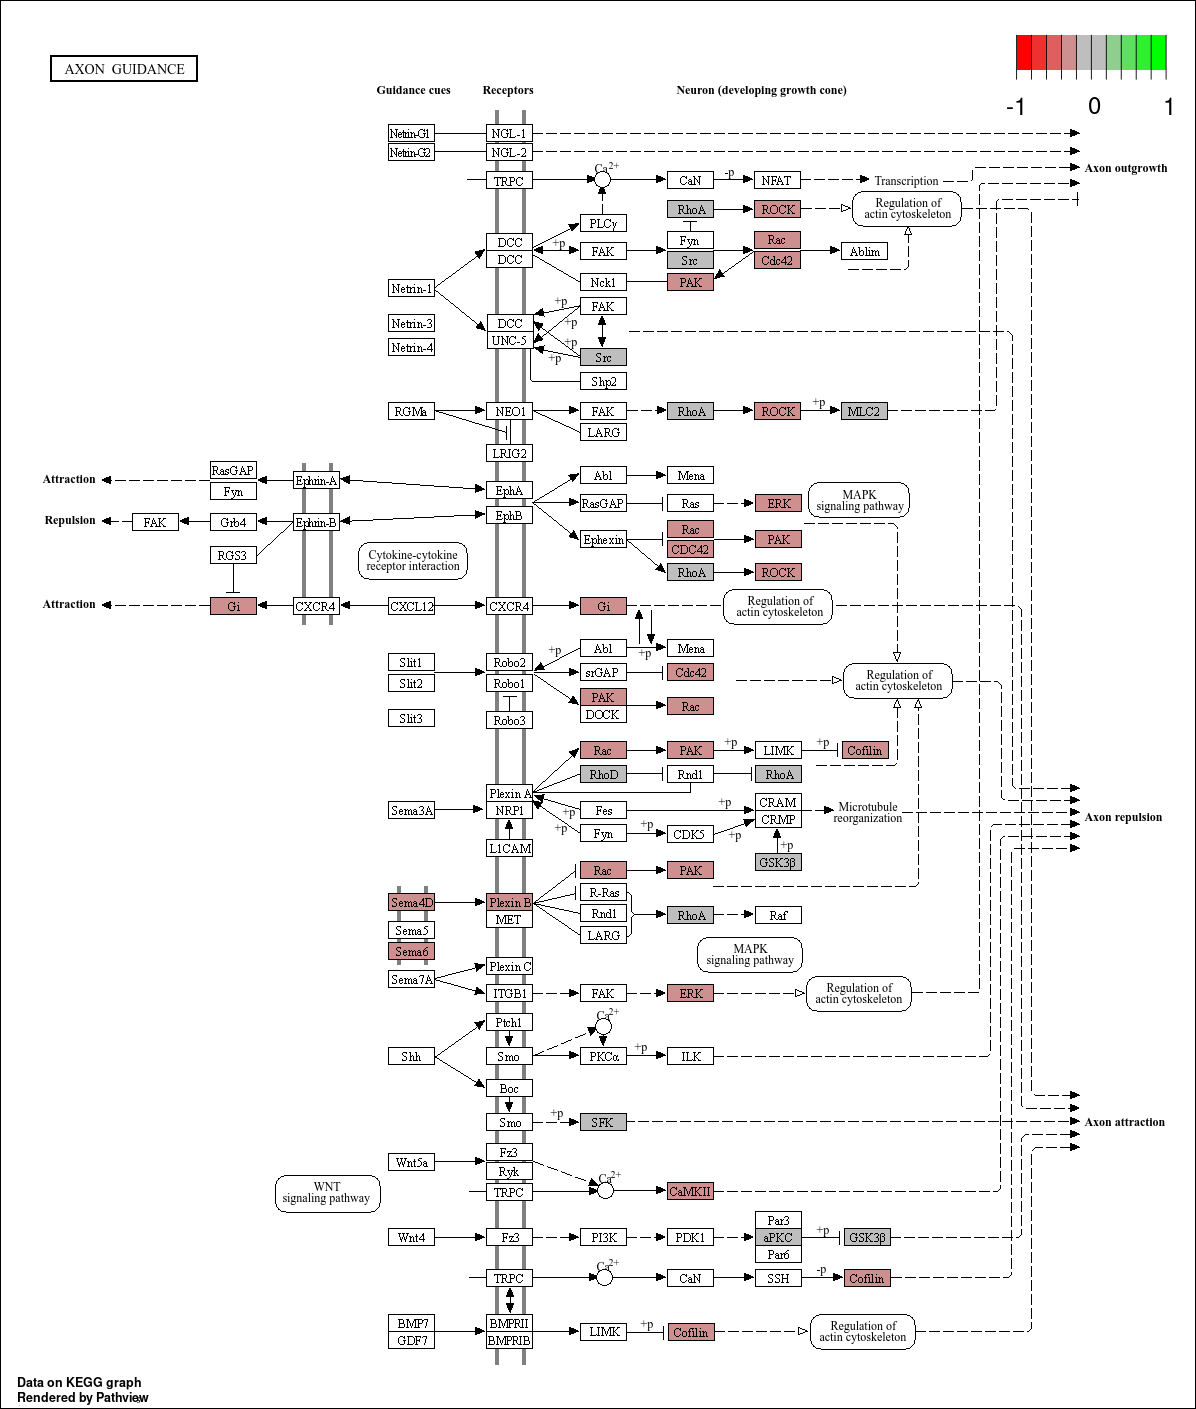 AXON GUIDANCE
-1 0 1
Guidance cues Receptors Neuron (developing growth cone)
Netrin-G1 NGL-1
Netrin-G2 NGL-2
Axon outgrowth
TRPC Ca2+ CaN -p NFAT Transcription
RhoA ROCK Regulation of
actin cytoskeleton
PLCγ
DCC +p FAK Fyn Rac Ablim
DCC Src Cdc42
Netrin-1 Nck1 PAK
+p FAK
Netrin-3 DCC +p
UNC-5 +p
Netrin-4 +p Src
Shp2
RGMa NEO1 FAK RhoA ROCK +p MLC2
LARG
LRIG2
Attraction RasGAP Ephrin-A Abl Mena
Fyn EphA MAPK
signaling pathway
RasGAP Ras ERK
Repulsion FAK Grb4 Ephrin-B EphB
Rac
RGS3 Cytokine-cytokine
receptor interaction
Ephexin CDC42 PAK
RhoA ROCK
Attraction Gi CXCR4 CXCL12 CXCR4 Gi Regulation of
actin cytoskeleton
Abl +p Mena
+p
Slit1 Robo2 srGAP Cdc42
Slit2 Robo1 Regulation of
actin cytoskeleton
PAK Rac
Slit3 Robo3 DOCK
Rac PAK +p LIMK +p Cofilin
RhoD Rnd1 RhoA
Plexin A
Sema3A NRP1 +p Fes +p CRAM Microtubule
reorganization
CRMP
Axon repulsion
+p Fyn +p CDK5 +p
L1CAM +p
GSK3β
Rac PAK
R-Ras
Sema4D Plexin B
MET Rnd1 RhoA Raf
Sema5 LARG
Sema6 MAPK
signaling pathway
Plexin C
Sema7A
ITGB1 FAK ERK Regulation of
actin cytoskeleton
Ptch1 Ca2+
Shh Smo PKCα +p ILK
Boc
Smo +p SFK Axon attraction
Wnt5a Fz3
Ryk
WNT
signaling pathway
TRPC Ca2+ CaMKII
Par3
Wnt4 Fz3 PI3K PDK1 aPKC +p GSK3β
Par6
TRPC Ca2+ CaN SSH -p Cofilin
BMP7 BMPRII LIMK +p Cofilin Regulation of
actin cytoskeleton
GDF7 BMPRIB
Data on KEGG graph
Rendered by Pathview